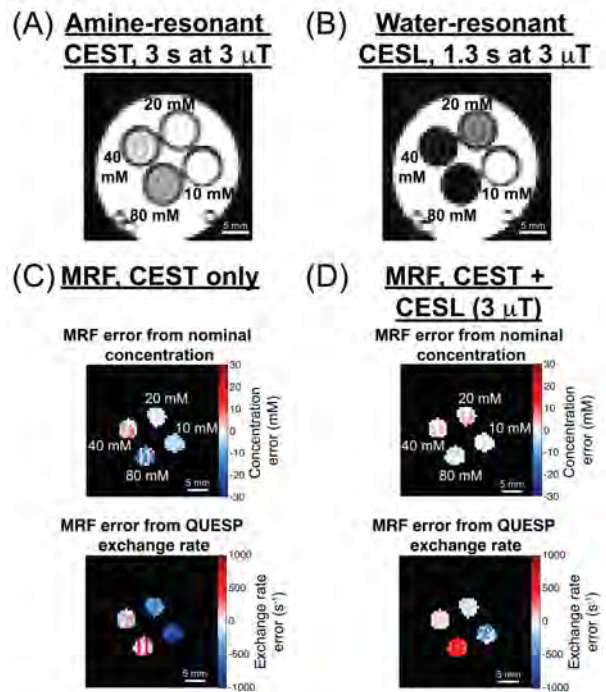 (A) Amine-resonant
CEST, 3 s at 3 μT
20 mM
40
mM
10 mM
80 mM
5 mm
(B) Water-resonant
CESL, 1.3 s at 3 μT
20 mM
40
mM
10 mM
80 mM
5 mm
(C) MRF, CEST only
MRF error from nominal
concentration
20 mM
10 mM
40 mM
80 mM
5 mm
30
20
10
0
-10
-20
-30
Concentration
error (mM)
MRF error from QUESP
exchange rate
5 mm
1000
500
0
-500
-1000
Exchange rate
error (s⁻¹)
(D) MRF, CEST +
CESL (3 μT)
MRF error from nominal
concentration
20 mM
10 mM
40 mM
80 mM
5 mm
30
20
10
0
-10
-20
-30
Concentration
error (mM)
MRF error from QUESP
exchange rate
5 mm
1000
500
0
-500
-1000
Exchange rate
error (s⁻¹)